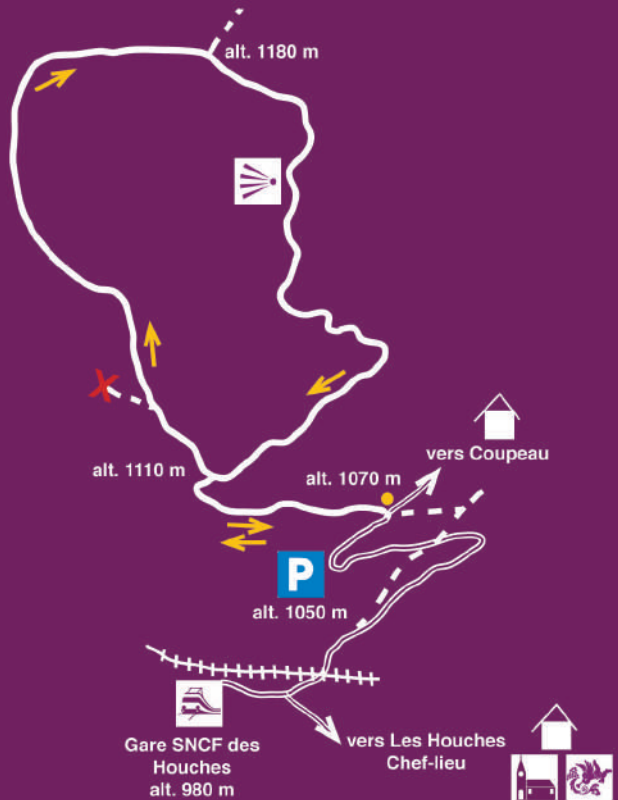 alt. 1180 m
alt. 1110 m
alt. 1070 m
vers Coupeau
P
alt. 1050 m
Gare SNCF des
Houches
alt. 980 m
vers Les Houches
Chef-lieu